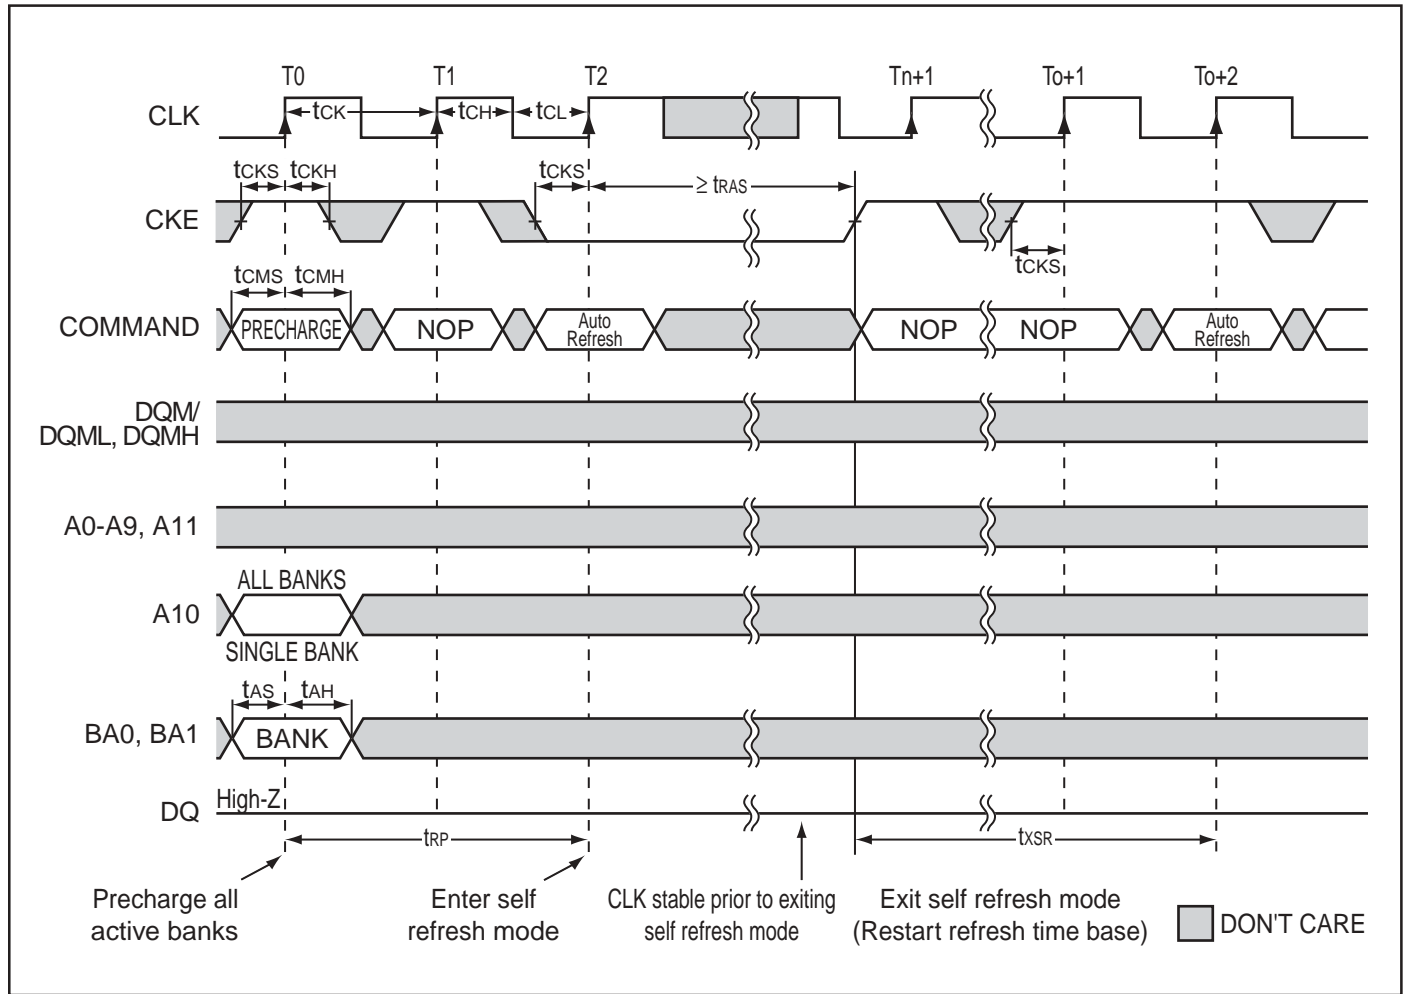 T0 T1 T2 Tn+1 To+1 To+2
CLK tCK tCH tCL
tCKS tCKH tCKS ≥ tRAS
CKE
tCKS
tCMS tCMH
COMMAND PRECHARGE NOP Auto Refresh NOP NOP Auto Refresh
DQM/
DQML, DQMH
A0-A9, A11
ALL BANKS
A10
SINGLE BANK
tAS tAH
BA0, BA1 BANK
High-Z
DQ
tRP tXSR
Precharge all
active banks
Enter self
refresh mode
CLK stable prior to exiting
self refresh mode
Exit self refresh mode
(Restart refresh time base)
DON'T CARE